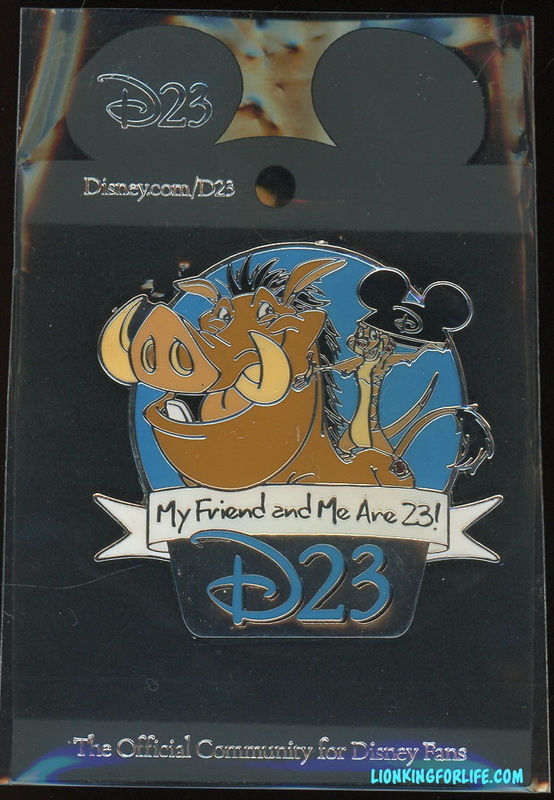 D23
Disney.com/D23
D
My Friend and Me Are 23!
D23
The Official Community for Disney Fans
LIONKINGFORLIFE.COM